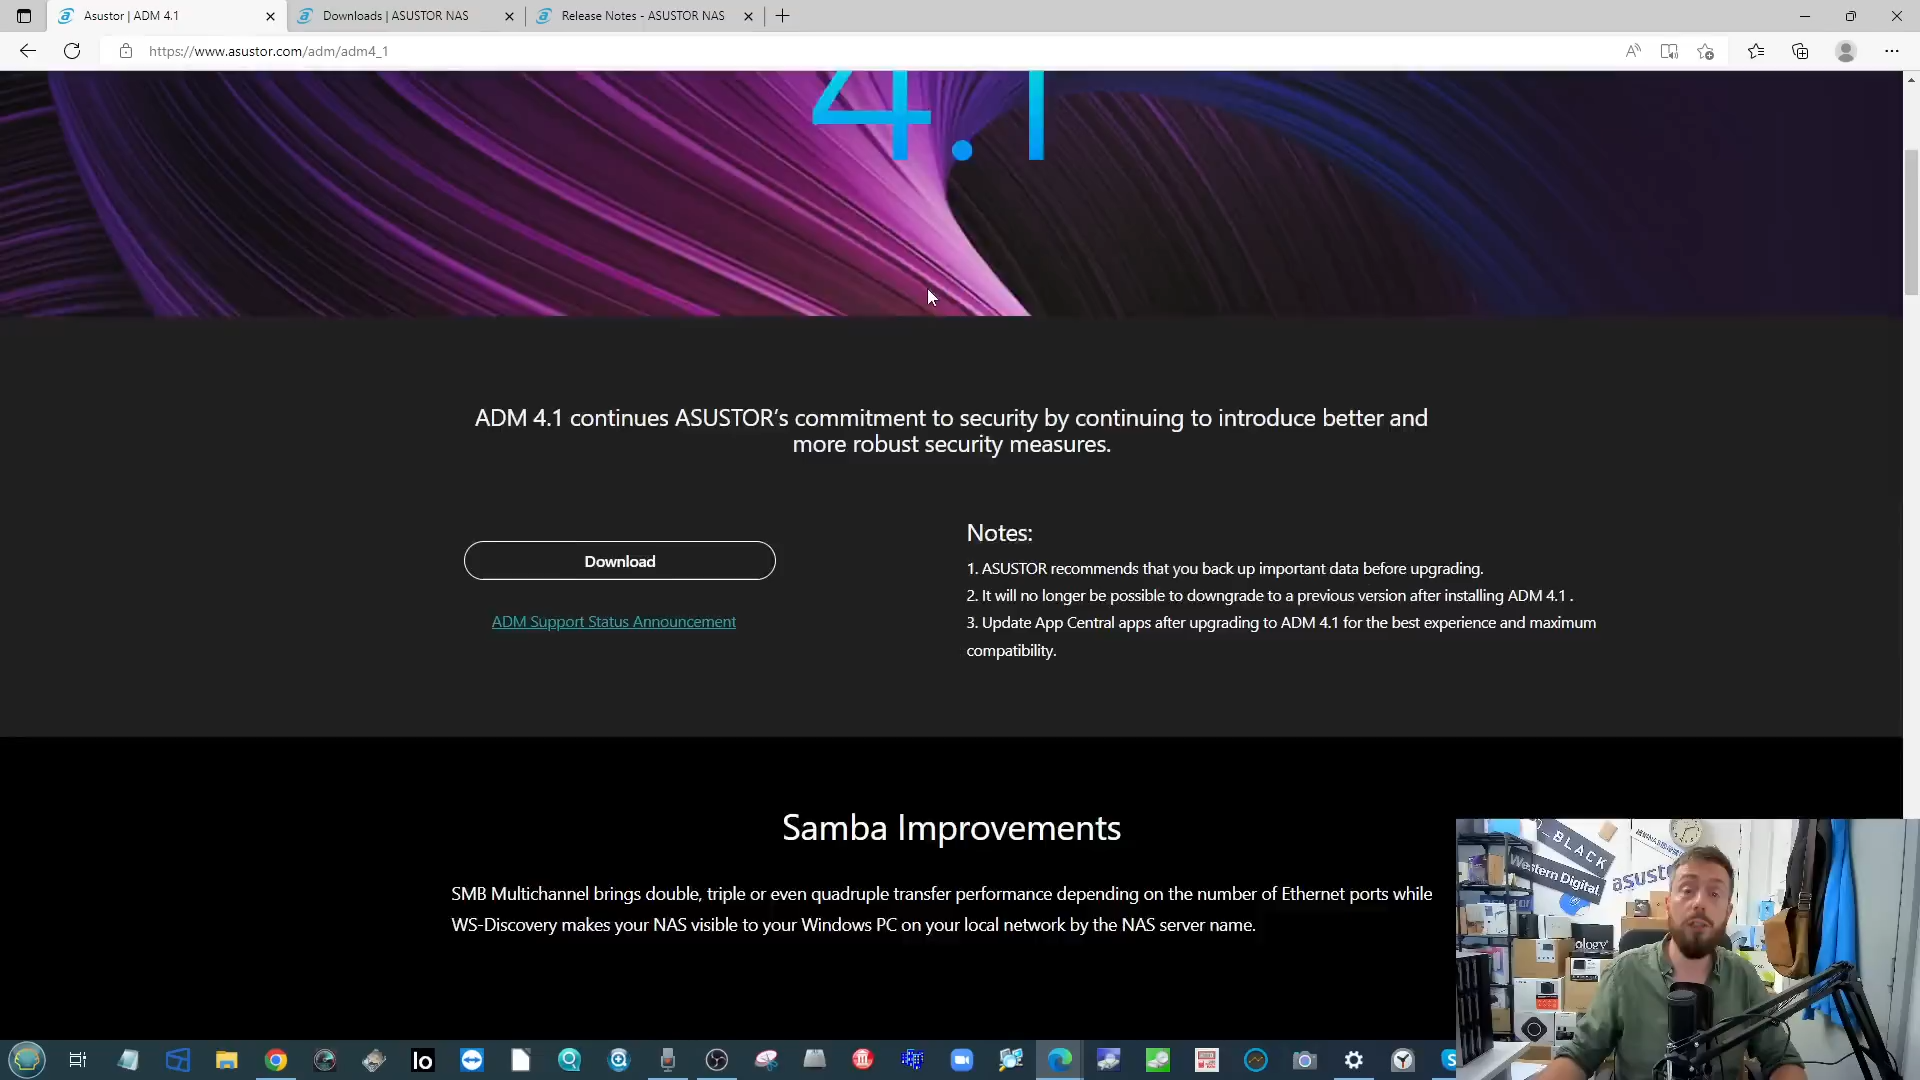 Asustor | ADM 4.1
Downloads | ASUSTOR NAS
Release Notes - ASUSTOR NAS
https://www.asustor.com/adm/adm4_1
4.1
ADM 4.1 continues ASUSTOR's commitment to security by continuing to introduce better and
more robust security measures.
Download
ADM Support Status Announcement
Notes:
1. ASUSTOR recommends that you back up important data before upgrading.
2. It will no longer be possible to downgrade to a previous version after installing ADM 4.1 .
3. Update App Central apps after upgrading to ADM 4.1 for the best experience and maximum
compatibility.
Samba Improvements
SMB Multichannel brings double, triple or even quadruple transfer performance depending on the number of Ethernet ports while
WS-Discovery makes your NAS visible to your Windows PC on your local network by the NAS server name.
_BLACK
Western Digital.
asust
ology
Io
S